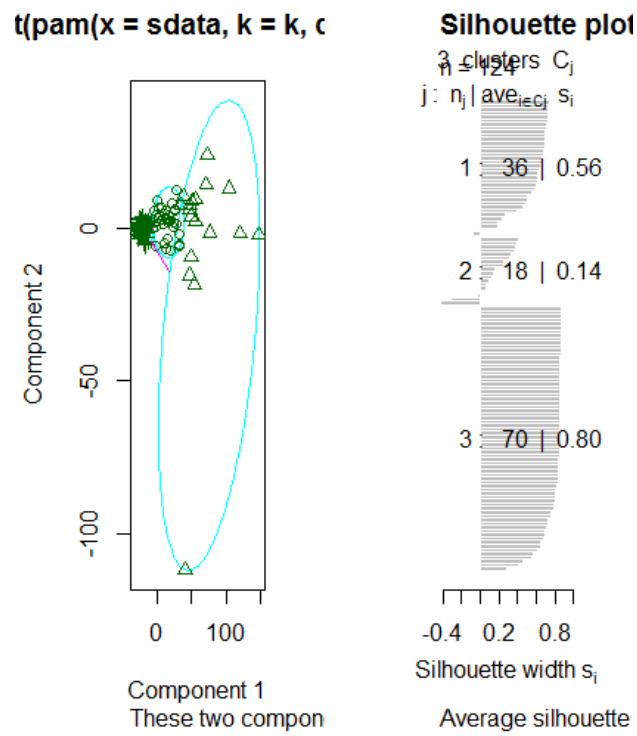 t(pam(x = sdata, k = k, c
Component 2
0
-50
-100
0 100
Component 1
These two compon
Silhouette plot
n = 124
3 clusters Cj
j : nj | avei∈Cj si
1 : 36 | 0.56
2 : 18 | 0.14
3 : 70 | 0.80
-0.4 0.2 0.8
Silhouette width si
Average silhouette